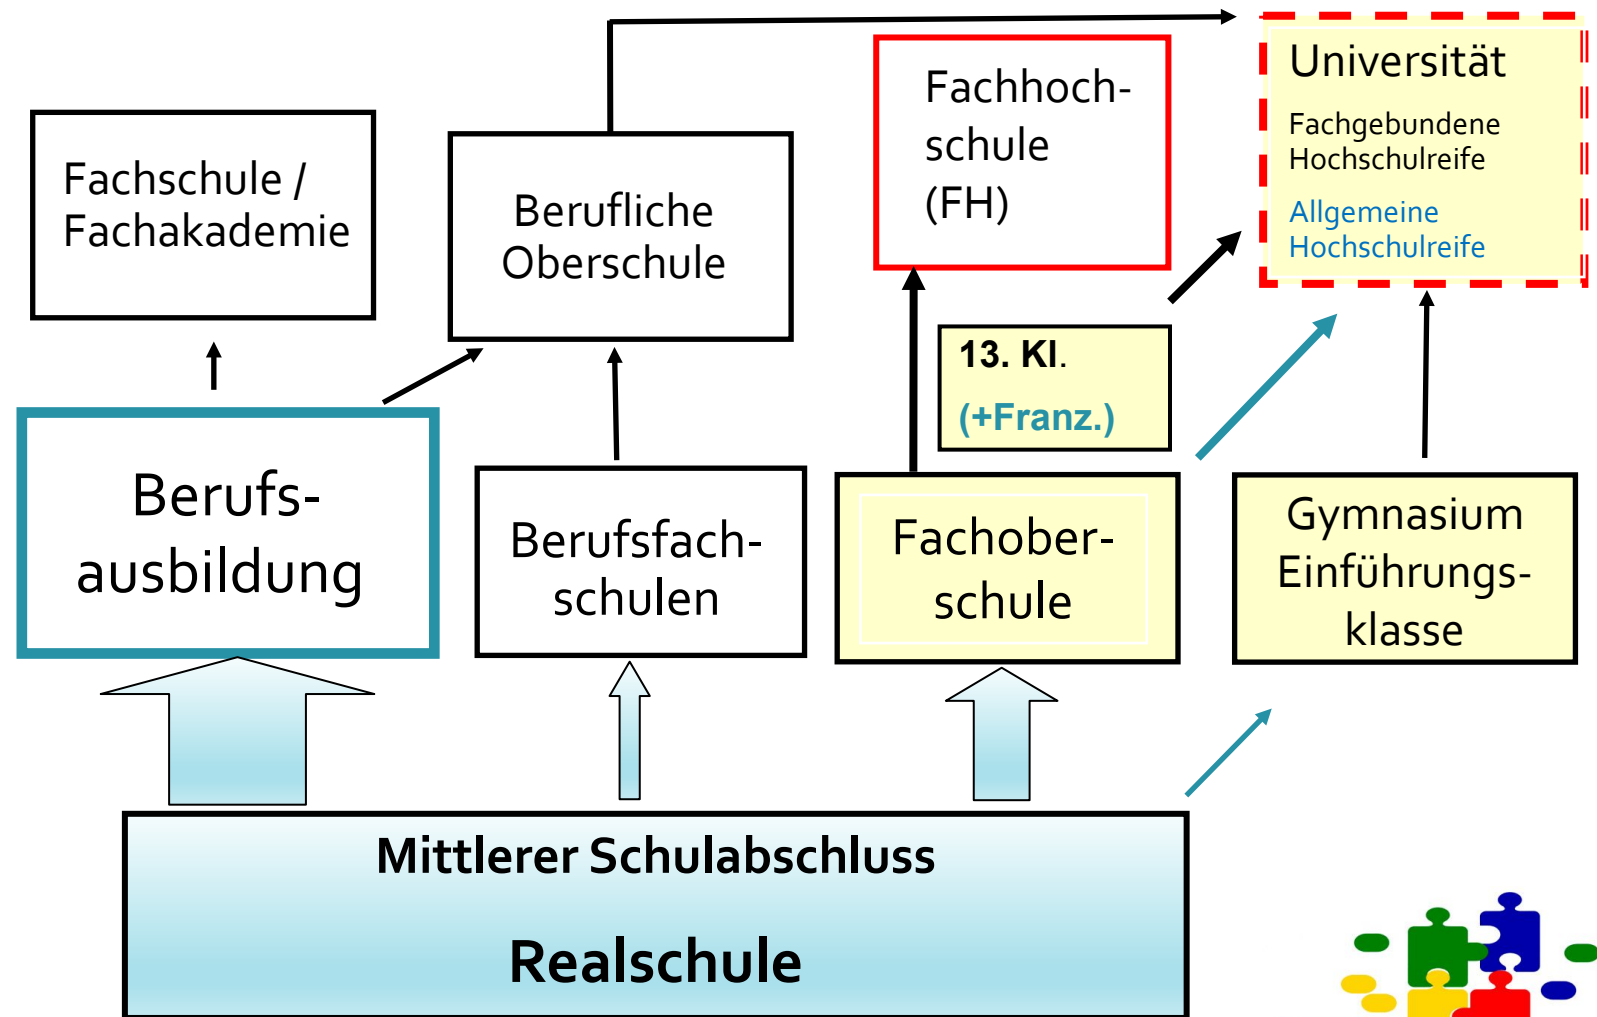 Fachschule /
Fachakademie
Berufliche
Oberschule
Fachhoch-
schule
(FH)
Universität
Fachgebundene
Hochschulreife
Allgemeine
Hochschulreife
13. Kl.
(+Franz.)
Berufs-
ausbildung
Berufsfach-
schulen
Fachober-
schule
Gymnasium
Einführungs-
klasse
Mittlerer Schulabschluss
Realschule